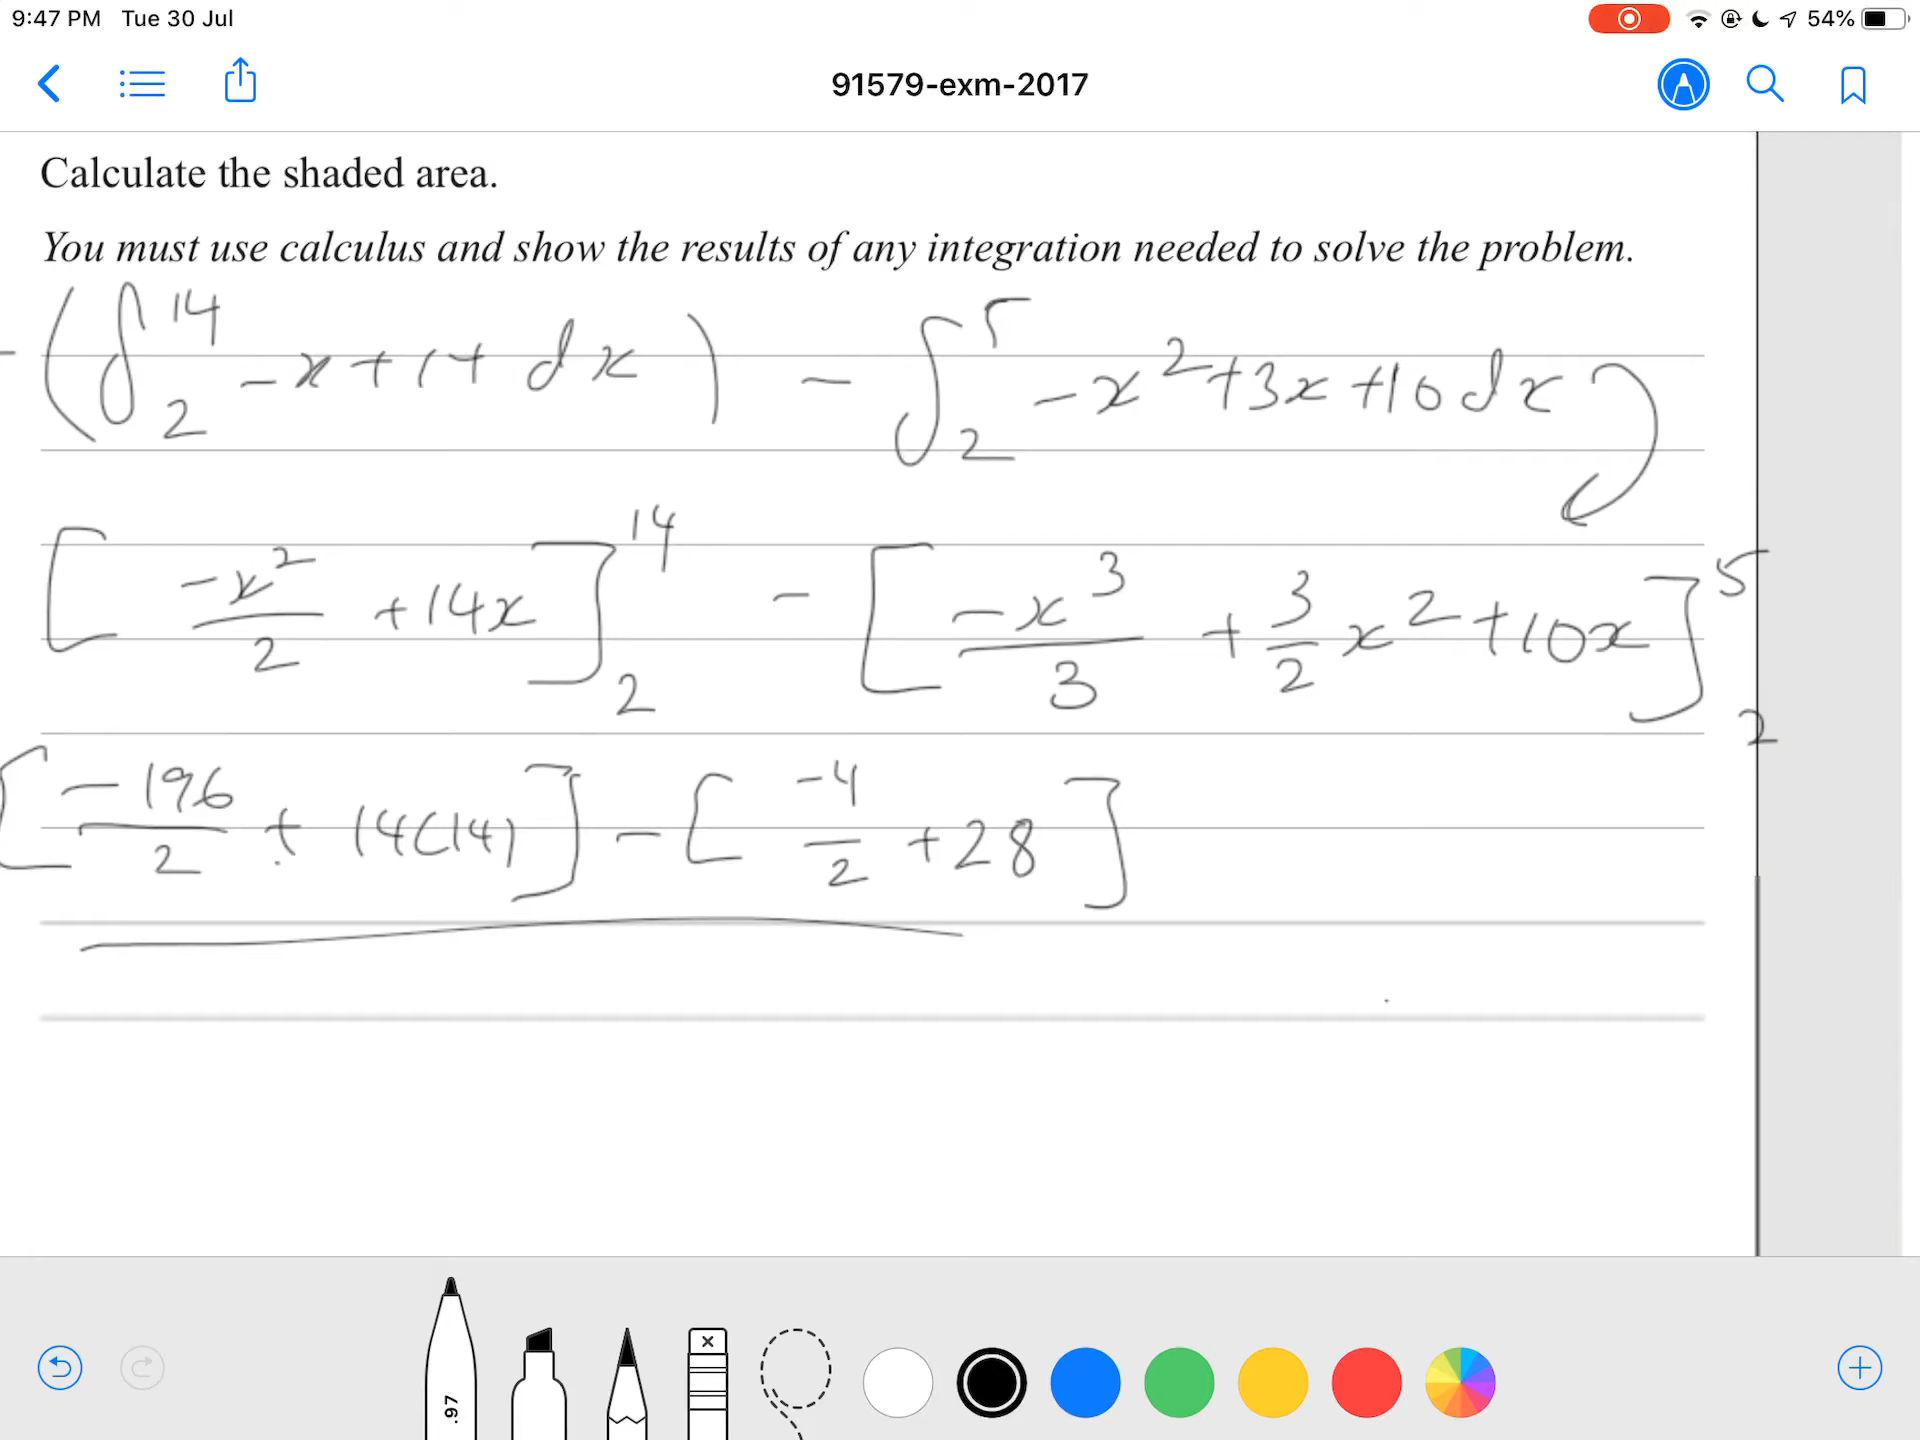 9:47 PM Tue 30 Jul 54%
91579-exm-2017
Calculate the shaded area.
You must use calculus and show the results of any integration needed to solve the problem.
- (∫₂¹⁴ -x + 14 dx) - ∫₂⁵ -x² + 3x + 10 dx)
[-x²/2 + 14x]₂¹⁴ - [-x³/3 + 3/2 x² + 10x]₂⁵
[-196/2 + 14(14)] - [-4/2 + 28]
.97